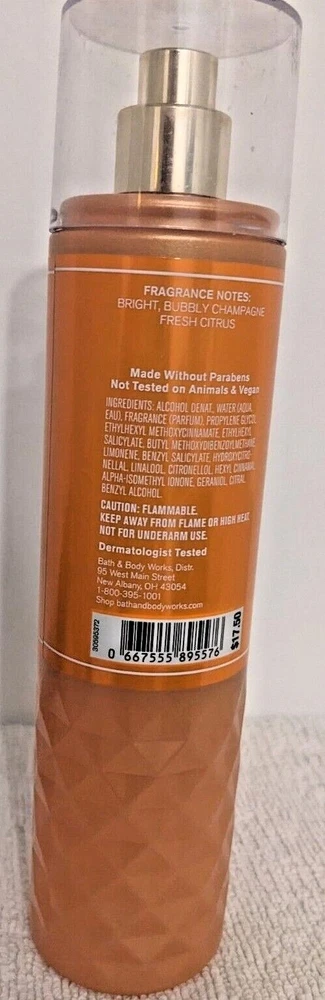 FRAGRANCE NOTES:
BRIGHT, BUBBLY CHAMPAGNE
FRESH CITRUS
Made Without Parabens
Not Tested on Animals & Vegan
INGREDIENTS: ALCOHOL DENAT., WATER (AQUA,
EAU), FRAGRANCE (PARFUM), PROPYLENE GLYCOL,
ETHYLHEXYL METHOXYCINNAMATE, ETHYLHEXYL
SALICYLATE, BUTYL METHOXYDIBENZOYLMETHANE,
LIMONENE, BENZYL SALICYLATE, HYDROXYCITRO-
NELLAL, LINALOOL, CITRONELLOL, HEXYL CINNAMAL,
ALPHA-ISOMETHYL IONONE, GERANIOL, CITRAL,
BENZYL ALCOHOL.
CAUTION: FLAMMABLE.
KEEP AWAY FROM FLAME OR HIGH HEAT.
NOT FOR UNDERARM USE.
Dermatologist Tested
Bath & Body Works, Distr.
95 West Main Street
New Albany, OH 43054
1-800-395-1001
Shop bathandbodyworks.com
30595372
0 667555 895576
$17.50